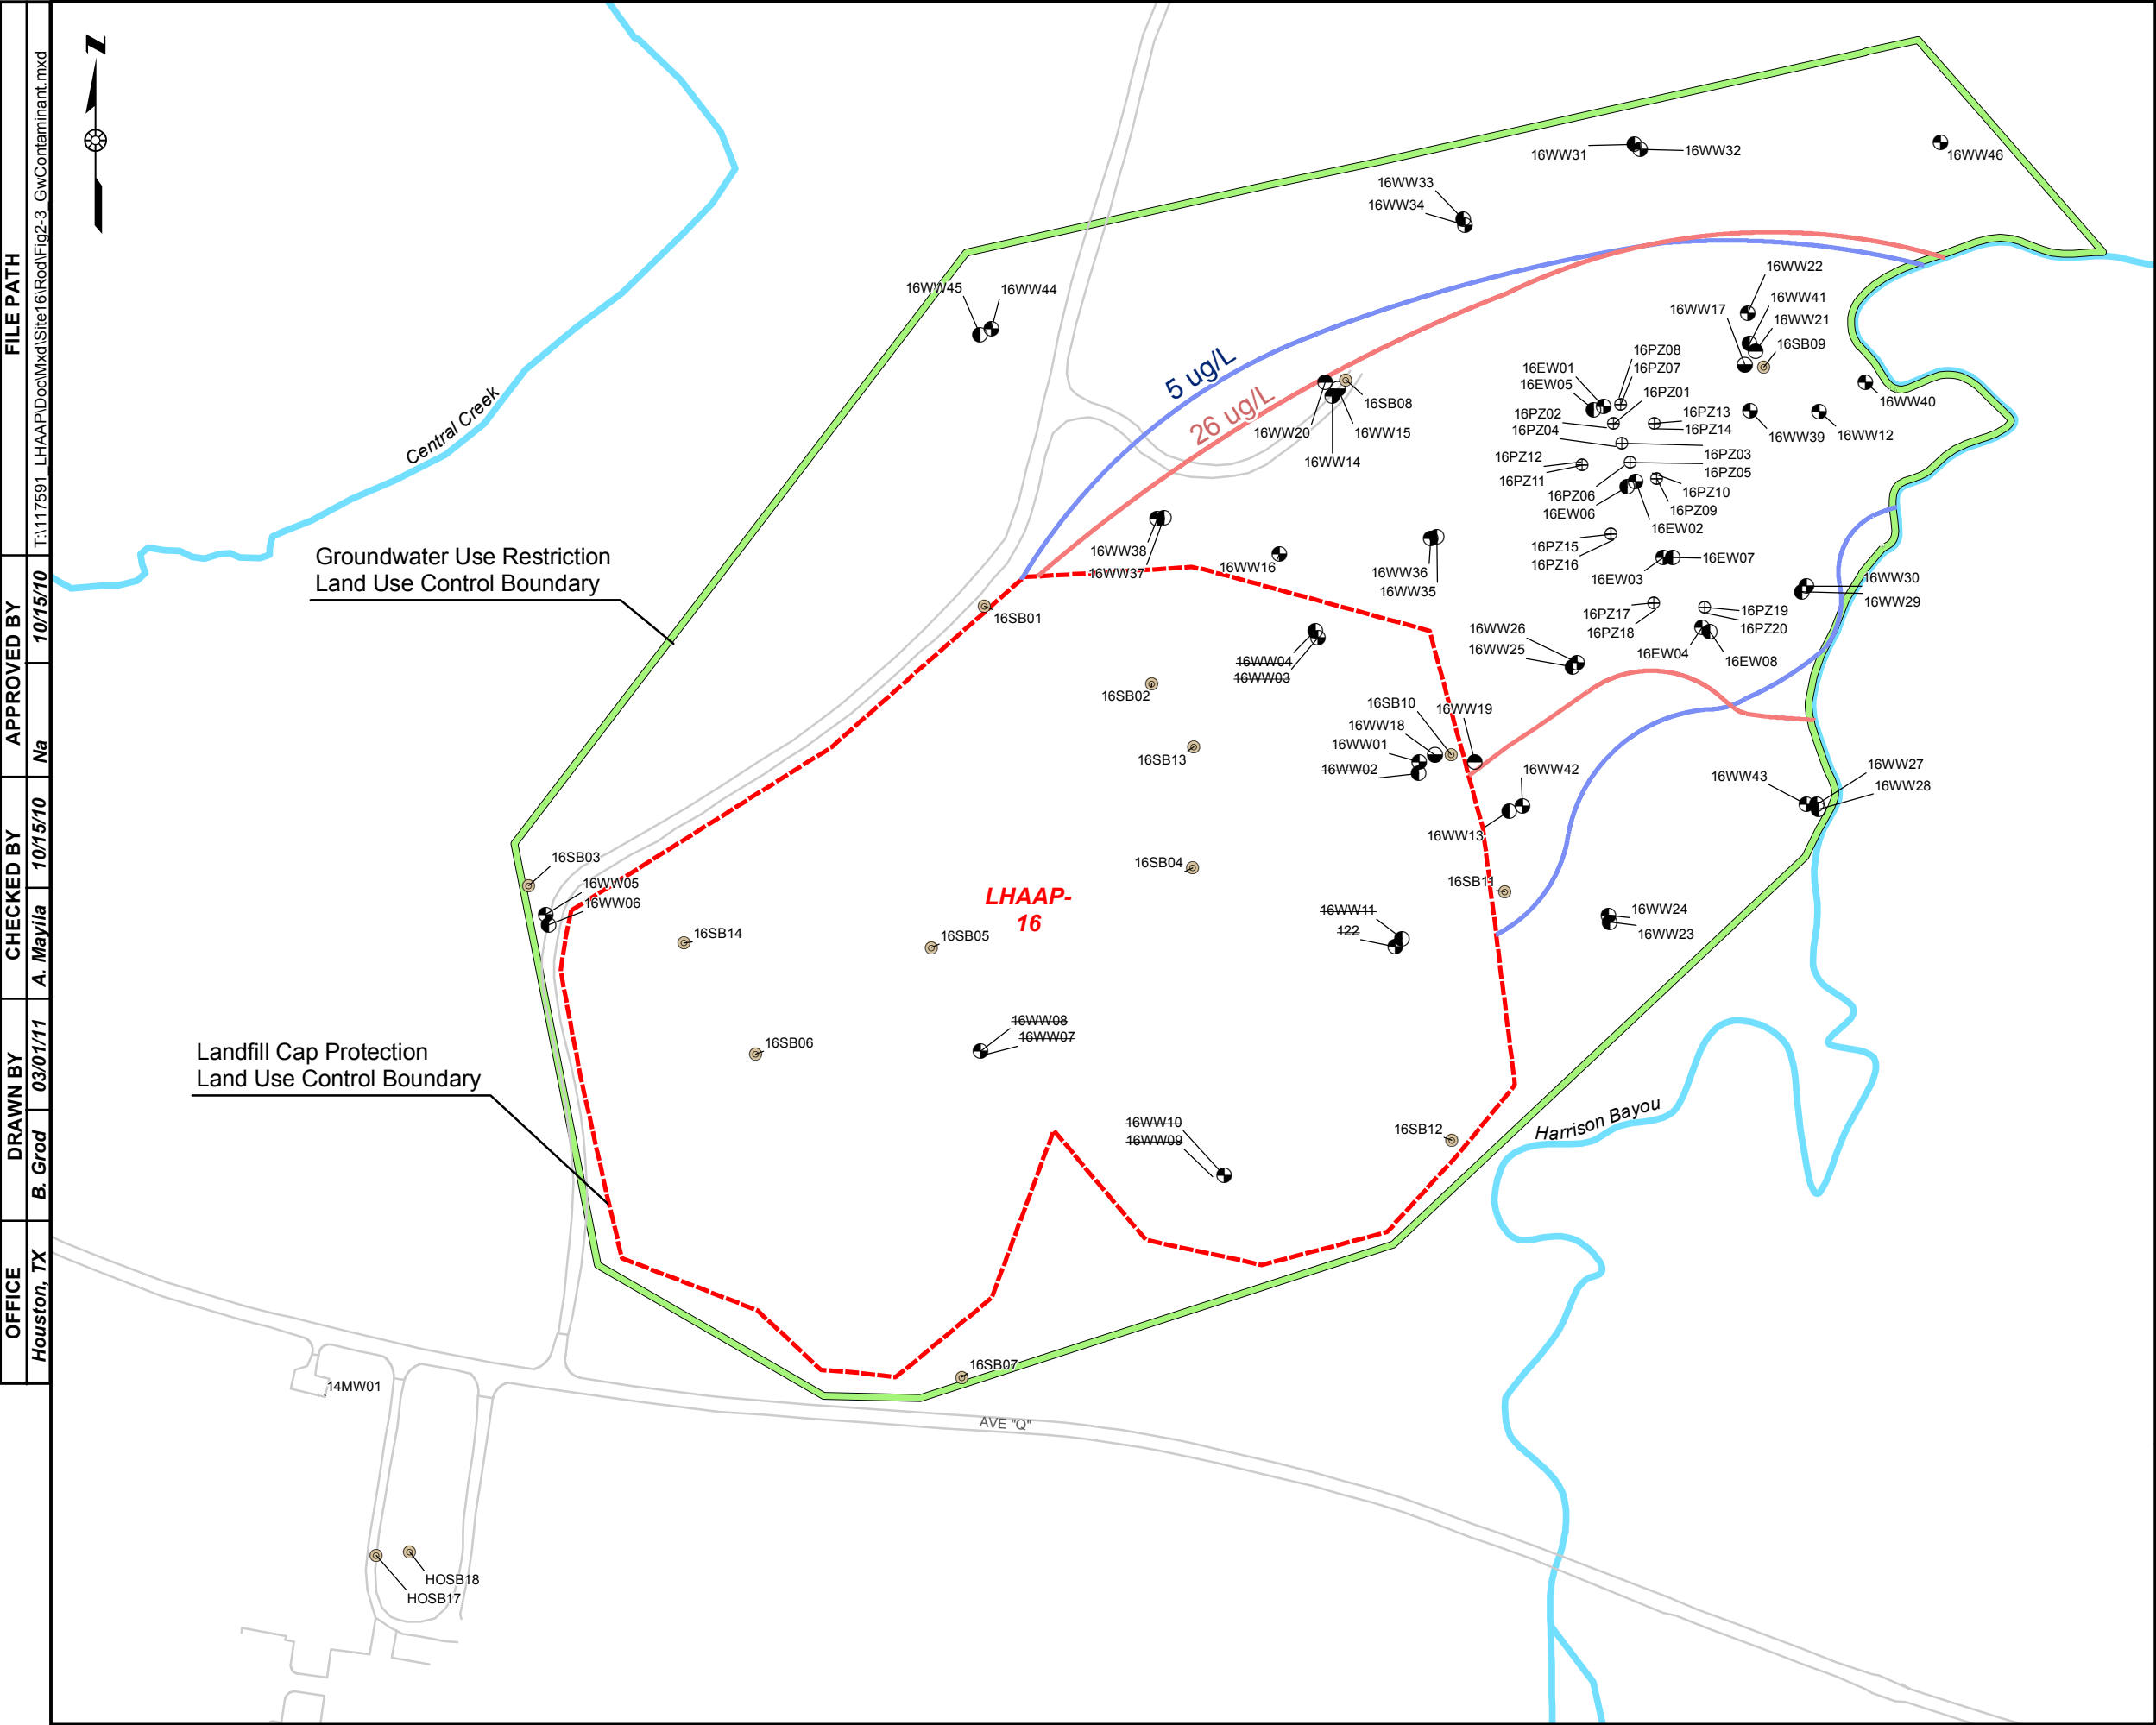 FILE PATH
T:\117591_LHAAP\Doc\Mxd\Site16\Rod\Fig2-3_GwContaminant.mxd
APPROVED BY
Na 10/15/10
CHECKED BY
A. Mayila 10/15/10
DRAWN BY
B. Grod 03/01/11
OFFICE
Houston, TX
N
Central Creek
Groundwater Use Restriction
Land Use Control Boundary
Landfill Cap Protection
Land Use Control Boundary
5 ug/L
26 ug/L
LHAAP-
16
Harrison Bayou
AVE "Q"
16WW31
16WW32
16WW46
16WW33
16WW34
16WW45
16WW44
16WW22
16WW41
16WW17
16WW21
16SB09
16PZ08
16PZ07
16EW01
16EW05
16PZ01
16PZ02
16PZ04
16PZ13
16PZ14
16WW40
16WW39
16WW12
16SB08
16WW20
16WW15
16WW14
16PZ12
16PZ11
16PZ03
16PZ05
16PZ06
16EW06
16PZ10
16PZ09
16EW02
16WW38
16WW37
16WW16
16WW36
16WW35
16PZ15
16PZ16
16EW03
16EW07
16WW30
16WW29
16PZ17
16PZ18
16PZ19
16PZ20
16EW04
16EW08
16SB01
16WW26
16WW25
16WW04
16WW03
16SB02
16SB10
16WW19
16WW18
16WW01
16WW02
16SB13
16WW42
16WW13
16WW43
16WW27
16WW28
16SB03
16WW05
16WW06
16SB04
16SB11
16WW11
122
16WW24
16WW23
16SB14
16SB05
16WW08
16WW07
16SB06
16WW10
16WW09
16SB12
16SB07
14MW01
HOSB18
HOSB17